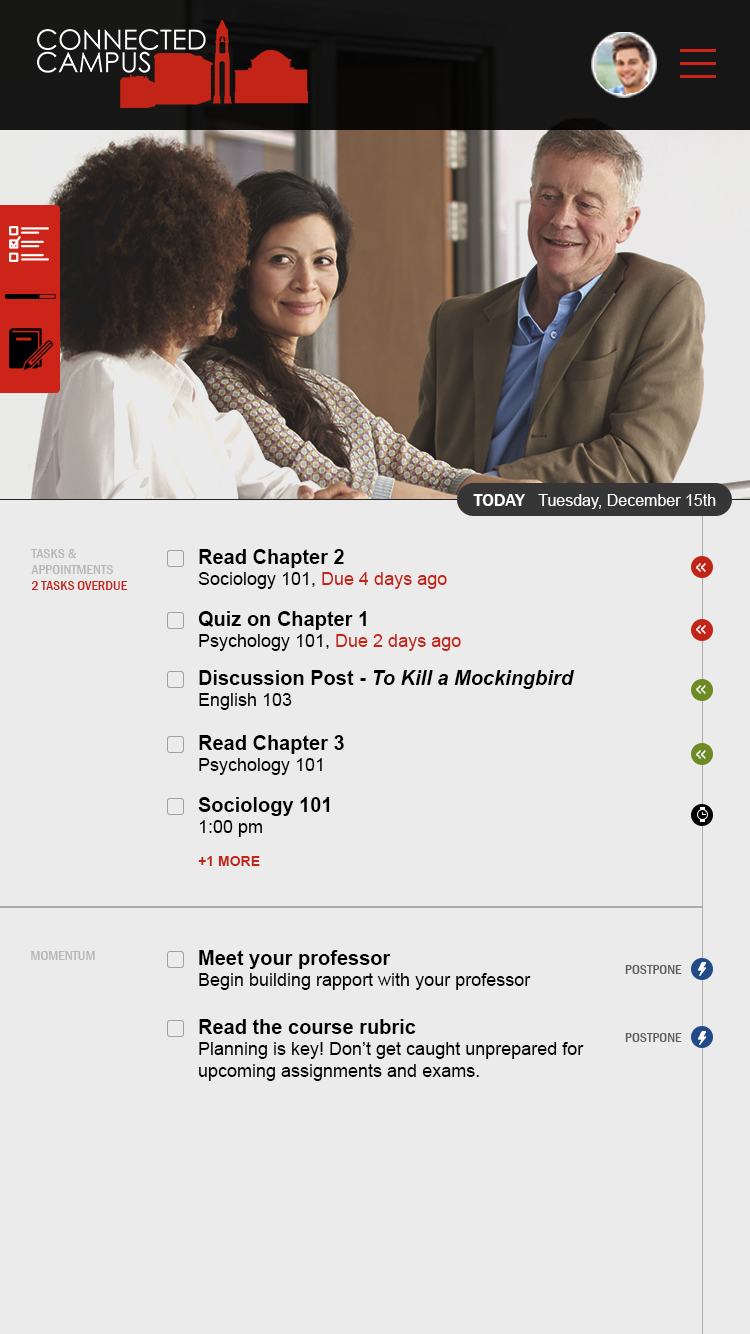 CONNECTED
CAMPUS
TODAY Tuesday, December 15th
TASKS &
APPOINTMENTS
2 TASKS OVERDUE
Read Chapter 2
Sociology 101, Due 4 days ago
Quiz on Chapter 1
Psychology 101, Due 2 days ago
Discussion Post - To Kill a Mockingbird
English 103
Read Chapter 3
Psychology 101
Sociology 101
1:00 pm
+1 MORE
MOMENTUM
Meet your professor
Begin building rapport with your professor
POSTPONE
Read the course rubric
Planning is key! Don’t get caught unprepared for
upcoming assignments and exams.
POSTPONE